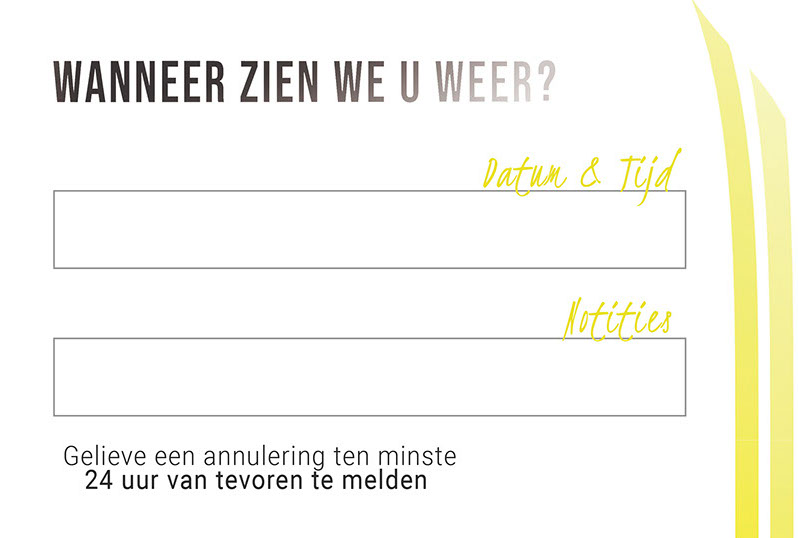 WANNEER ZIEN WE U WEER?
Datum & Tijd
Notities
Gelieve een annulering ten minste
24 uur van tevoren te melden